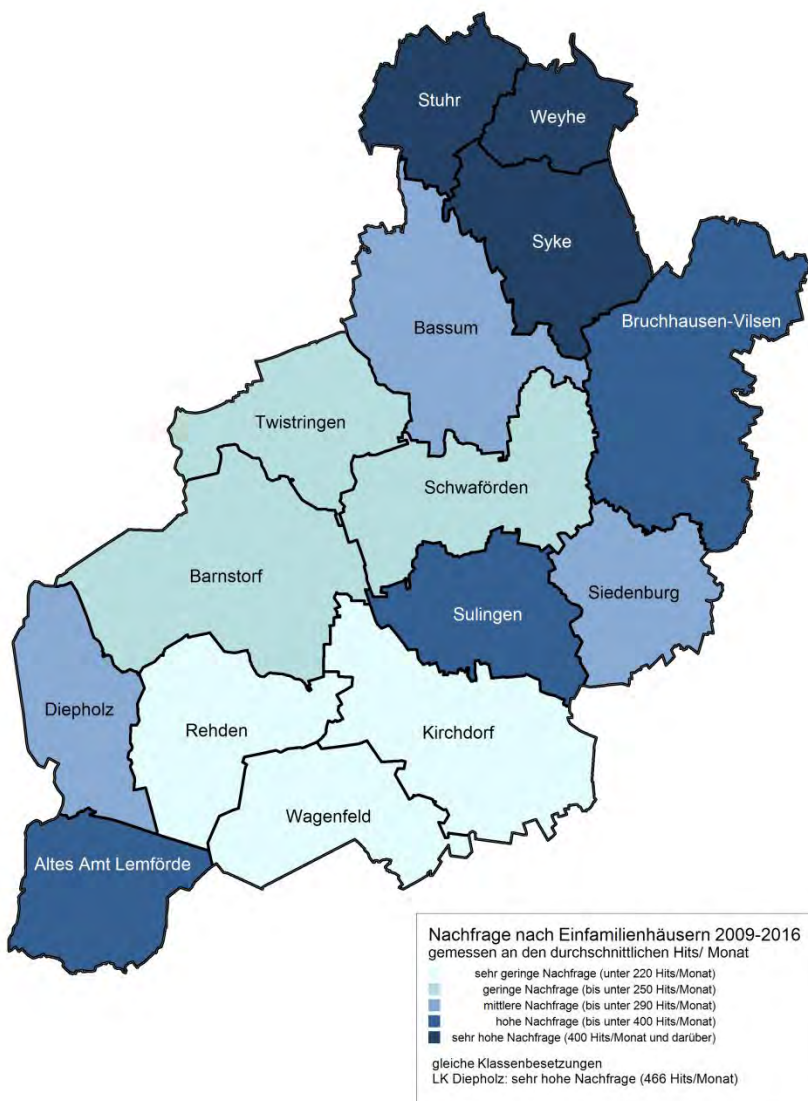 Stuhr
Weyhe
Syke
Bassum
Bruchhausen-Vilsen
Twistringen
Schwaförden
Barnstorf
Siedenburg
Sulingen
Diepholz
Rehden
Kirchdorf
Wagenfeld
Altes Amt Lemförde
Nachfrage nach Einfamilienhäusern 2009-2016
gemessen an den durchschnittlichen Hits/ Monat
sehr geringe Nachfrage (unter 220 Hits/Monat)
geringe Nachfrage (bis unter 250 Hits/Monat)
mittlere Nachfrage (bis unter 290 Hits/Monat)
hohe Nachfrage (bis unter 400 Hits/Monat)
sehr hohe Nachfrage (400 Hits/Monat und darüber)
gleiche Klassenbesetzungen
LK Diepholz: sehr hohe Nachfrage (466 Hits/Monat)